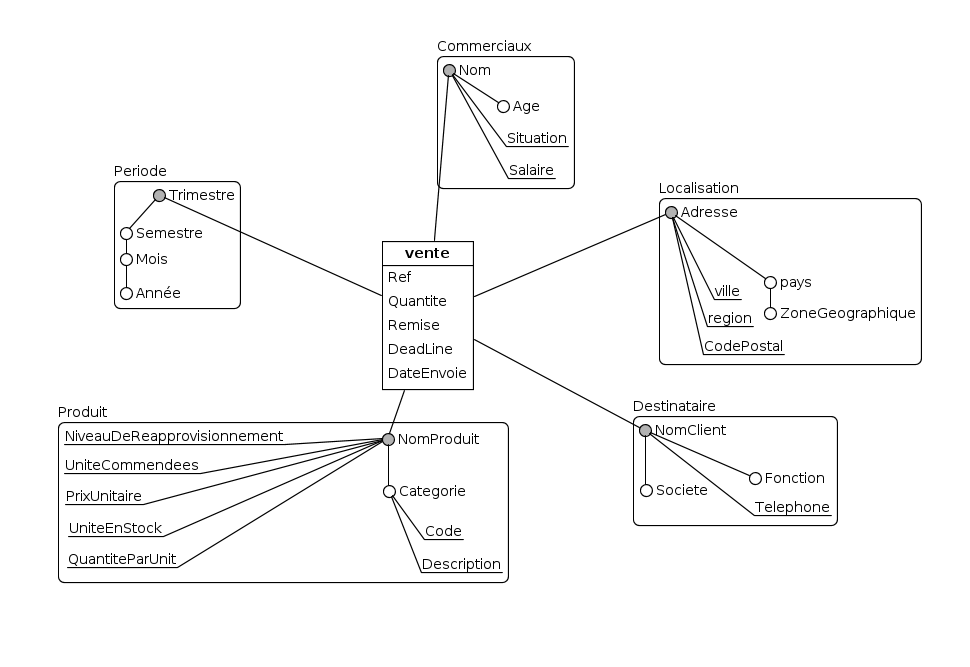 Commerciaux
Nom
Age
Situation
Salaire
Periode
Trimestre
Semestre
Mois
Année
Localisation
Adresse
pays
ville
ZoneGeographique
region
CodePostal
vente
Ref
Quantite
Remise
DeadLine
DateEnvoie
Produit
NiveauDeReapprovisionnement
NomProduit
UniteCommendees
PrixUnitaire
Categorie
UniteEnStock
Code
QuantiteParUnit
Description
Destinataire
NomClient
Fonction
Societe
Telephone